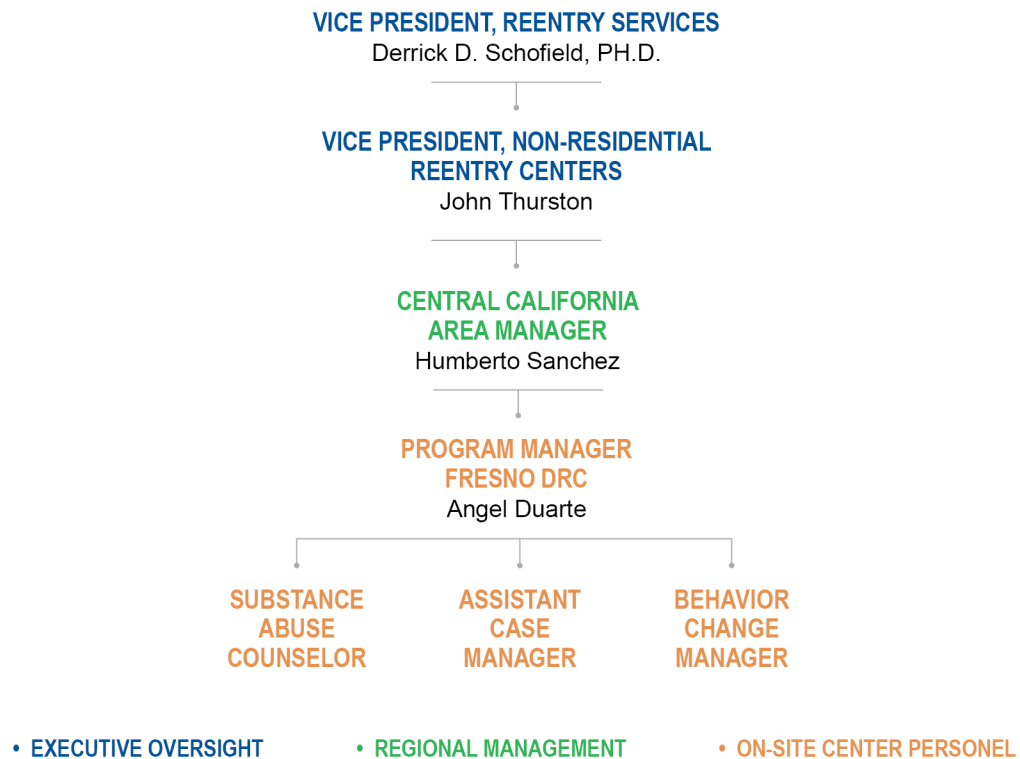 VICE PRESIDENT, REENTRY SERVICES
Derrick D. Schofield, PH.D.
VICE PRESIDENT, NON-RESIDENTIAL
REENTRY CENTERS
John Thurston
CENTRAL CALIFORNIA
AREA MANAGER
Humberto Sanchez
PROGRAM MANAGER
FRESNO DRC
Angel Duarte
SUBSTANCE
ABUSE
COUNSELOR
ASSISTANT
CASE
MANAGER
BEHAVIOR
CHANGE
MANAGER
• EXECUTIVE OVERSIGHT
• REGIONAL MANAGEMENT
• ON-SITE CENTER PERSONEL